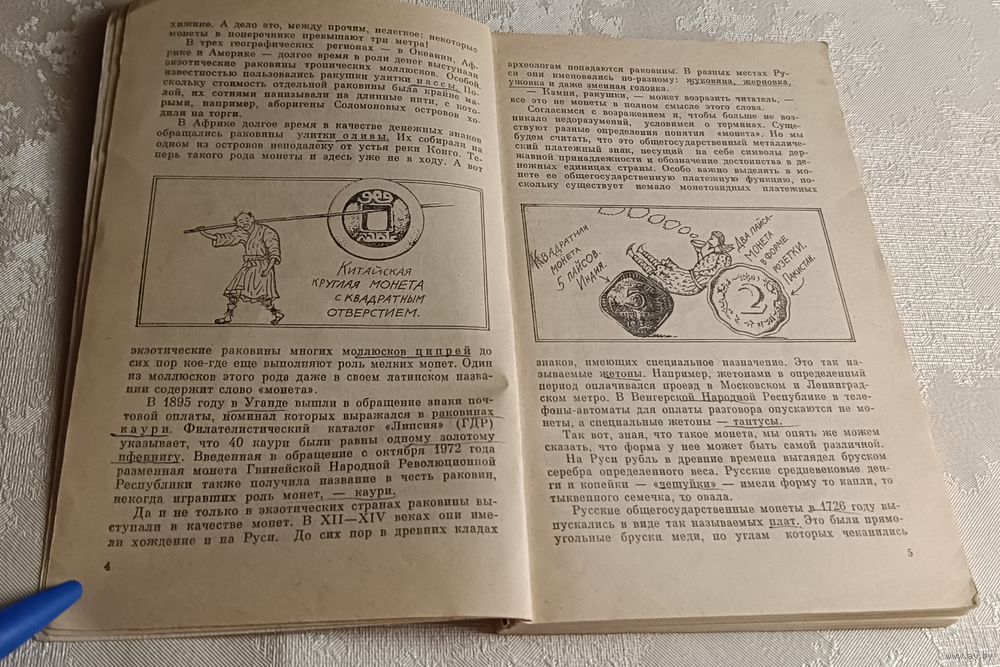 хижине. А дело это, между прочим, нелегкое: некоторые
монеты в поперечнике превышают три метра!
В трех географических регионах — в Океании, Аф-
рике и Америке — долгое время в роли денег выступали
экзотические раковины тропических моллюсков. Особой
известностью пользовались ракушки улитки нассы. По-
скольку стоимость отдельной раковины была крайне ма-
лой, их сотнями нанизывали на длинные нити, с кото-
рыми, например, аборигены Соломоновых островов хо-
дили на торги.
В Африке долгое время в качестве денежных знаков
обращались раковины улитки оливы. Их собирали на
одном из островов неподалеку от устья реки Конго. Те-
перь такого рода монеты и здесь уже не в ходу. А вот
КИТАЙСКАЯ
КРУГЛАЯ МОНЕТА
С КВАДРАТНЫМ
ОТВЕРСТИЕМ.
экзотические раковины многих моллюсков ципрей до
сих пор кое-где еще выполняют роль мелких монет. Один
из моллюсков этого рода даже в своем латинском назва-
нии содержит слово «монета».
В 1895 году в Уганде вышли в обращение знаки поч-
товой оплаты, номинал которых выражался в раковинах
каури. Филателистический каталог «Липсия» (ГДР)
указывает, что 40 каури были равны одному золотому
пфеннигу. Введенная в обращение с октября 1972 года
разменная монета Гвинейской Народной Революционной
Республики также получила название в честь раковин,
некогда игравших роль монет, — каури.
Да и не только в экзотических странах раковины вы-
ступали в качестве монет. В XII—XIV веках они име-
ли хождение и на Руси. До сих пор в древних кладах
4
археологам попадаются раковины. В разных местах Ру-
си они именовались по-разному: жуковина, жерновка,
ужовка и даже змеиная головка.
— Камни, ракушки, — может возразить читатель, —
все это не монеты в полном смысле этого слова.
Согласимся с возражением и, чтобы больше не воз-
никало недоразумений, условимся о терминах. Суще-
ствуют разные определения понятия «монета». Но мы
будем считать, что это общегосударственный металличе-
ский платежный знак, несущий на себе символы дер-
жавной принадлежности и обозначение достоинства в де-
нежных единицах страны. Особо важно выделить в мо-
нете ее общегосударственную платежную функцию, по-
скольку существует немало монетовидных платежных
КВАДРАТНАЯ
МОНЕТА
5 ПАЙСОВ.
ИНДИЯ.
5
ДВА ПАЙСА-
МОНЕТА
В ФОРМЕ
РОЗЕТКИ.
ПАКИСТАН.
2
знаков, имеющих специальное назначение. Это так на-
зываемые жетоны. Например, жетонами в определенный
период оплачивался проезд в Московском и Ленинград-
ском метро. В Венгерской Народной Республике в теле-
фоны-автоматы для оплаты разговора опускаются не мо-
неты, а специальные жетоны — тантусы.
Так вот, зная, что такое монета, мы опять же можем
сказать, что форма у нее может быть самой различной.
На Руси рубль в древние времена выглядел бруском
серебра определенного веса. Русские средневековые день-
ги и копейки — «чешуйки» — имели форму то капли, то
тыквенного семечка, то овала.
Русские общегосударственные монеты в 1726 году вы-
пускались в виде так называемых плат. Это были прямо-
угольные бруски меди, по углам которых чеканились
5
www.ay.by